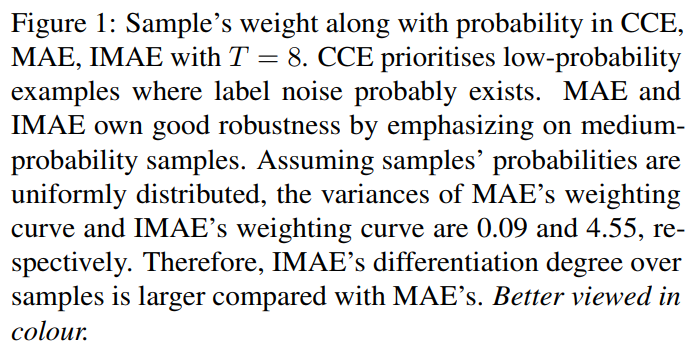 Figure 1: Sample's weight along with probability in CCE,
MAE, IMAE with T = 8. CCE prioritises low-probability
examples where label noise probably exists. MAE and
IMAE own good robustness by emphasizing on medium-
probability samples. Assuming samples' probabilities are
uniformly distributed, the variances of MAE's weighting
curve and IMAE's weighting curve are 0.09 and 4.55, re-
spectively. Therefore, IMAE's differentiation degree over
samples is larger compared with MAE's. Better viewed in
colour.